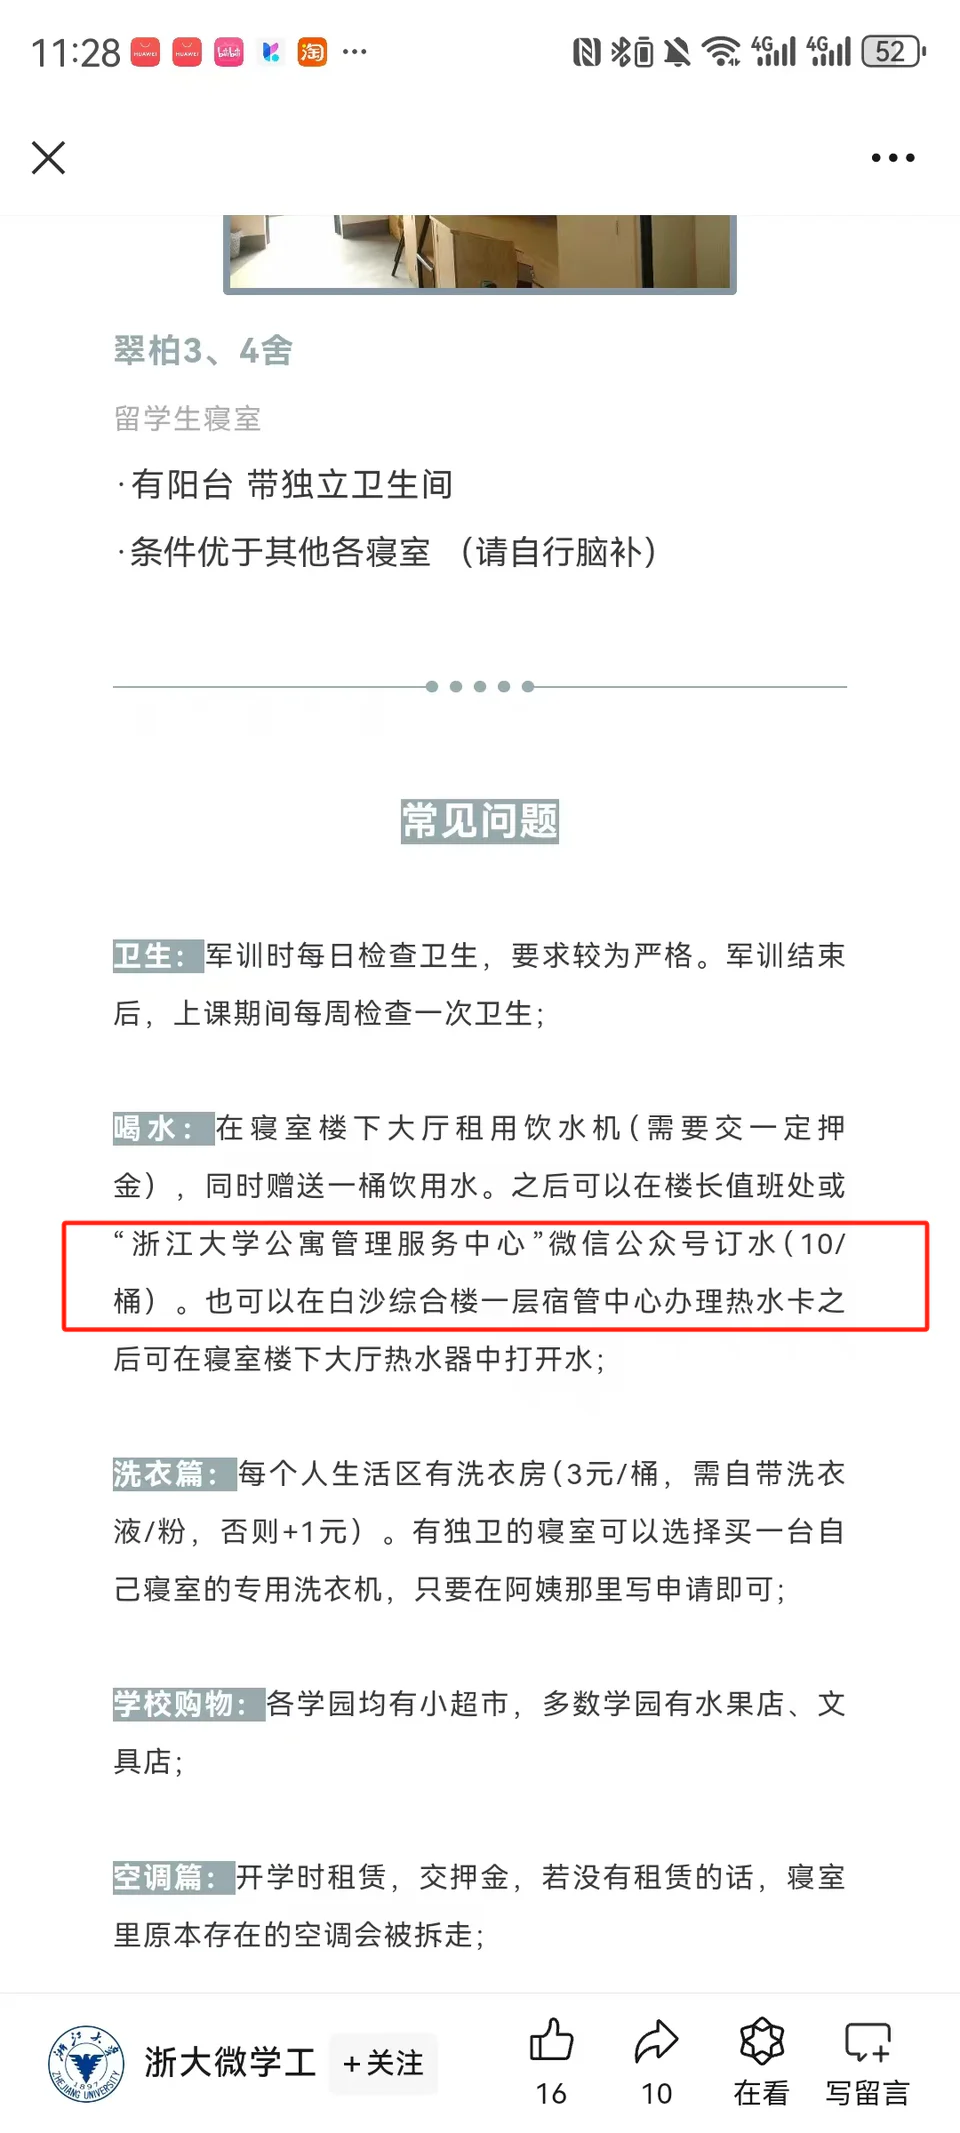 11:28
HUAWEI
HUAWEI
bilibili
淘
4G
4G
52
翠柏3、4舍
留学生寝室
·有阳台 带独立卫生间
·条件优于其他各寝室 （请自行脑补）
常见问题
卫生：军训时每日检查卫生，要求较为严格。军训结束
后，上课期间每周检查一次卫生；
喝水：在寝室楼下大厅租用饮水机（需要交一定押
金），同时赠送一桶饮用水。之后可以在楼长值班处或
“浙江大学公寓管理服务中心”微信公众号订水（10/
桶）。也可以在白沙综合楼一层宿管中心办理热水卡之
后可在寝室楼下大厅热水器中打开水；
洗衣篇：每个人生活区有洗衣房（3元/桶，需自带洗衣
液/粉，否则+1元）。有独卫的寝室可以选择买一台自
己寝室的专用洗衣机，只要在阿姨那里写申请即可；
学校购物：各学园均有小超市，多数学园有水果店、文
具店；
空调篇：开学时租赁，交押金，若没有租赁的话，寝室
里原本存在的空调会被拆走；
浙江大学
1897
ZHEJIANG UNIVERSITY
浙大微学工
+关注
16
10
在看
写留言